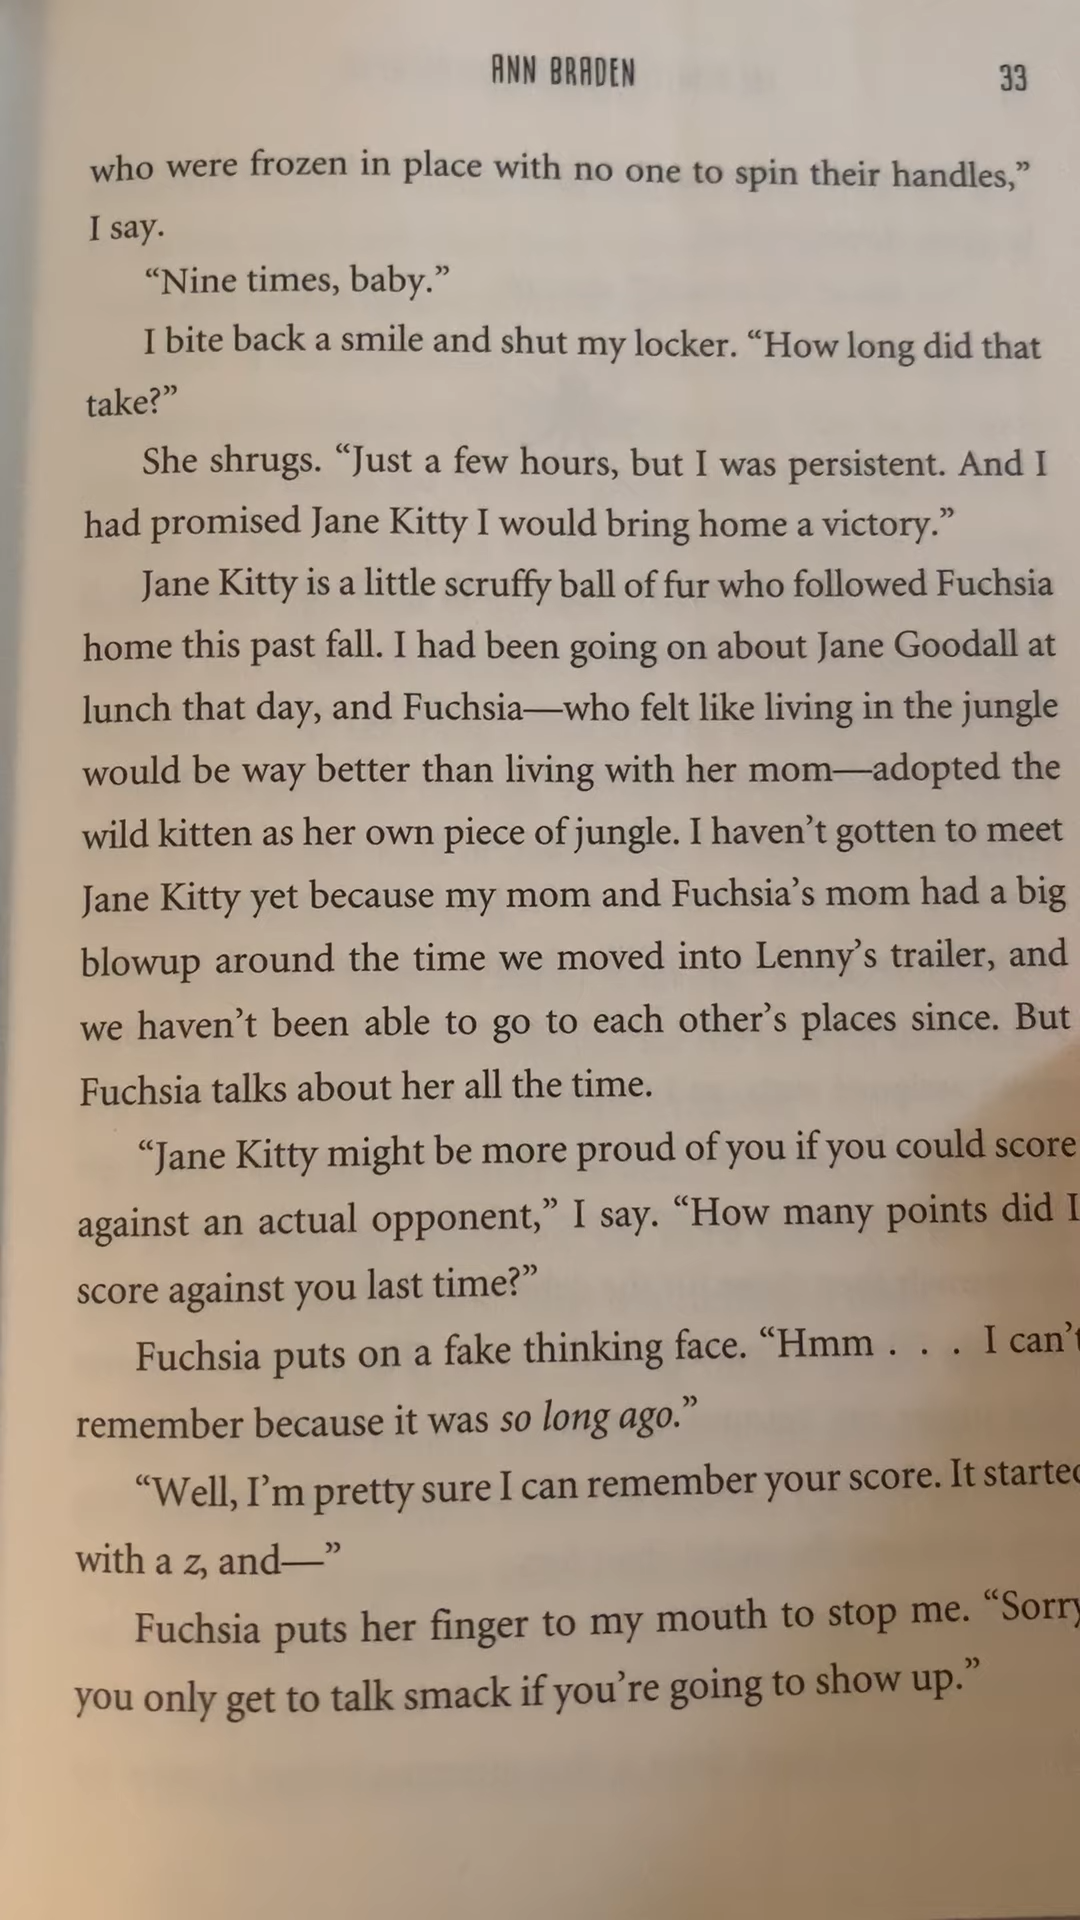 ANN BRADEN 33
who were frozen in place with no one to spin their handles,”
I say.
“Nine times, baby.”
I bite back a smile and shut my locker. “How long did that
take?”
She shrugs. “Just a few hours, but I was persistent. And I
had promised Jane Kitty I would bring home a victory.”
Jane Kitty is a little scruffy ball of fur who followed Fuchsia
home this past fall. I had been going on about Jane Goodall at
lunch that day, and Fuchsia—who felt like living in the jungle
would be way better than living with her mom—adopted the
wild kitten as her own piece of jungle. I haven’t gotten to meet
Jane Kitty yet because my mom and Fuchsia’s mom had a big
blowup around the time we moved into Lenny’s trailer, and
we haven’t been able to go to each other’s places since. But
Fuchsia talks about her all the time.
“Jane Kitty might be more proud of you if you could score
against an actual opponent,” I say. “How many points did I
score against you last time?”
Fuchsia puts on a fake thinking face. “Hmm . . . I can’t
remember because it was so long ago.”
“Well, I’m pretty sure I can remember your score. It started
with a z, and—”
Fuchsia puts her finger to my mouth to stop me. “Sorry
you only get to talk smack if you’re going to show up.”